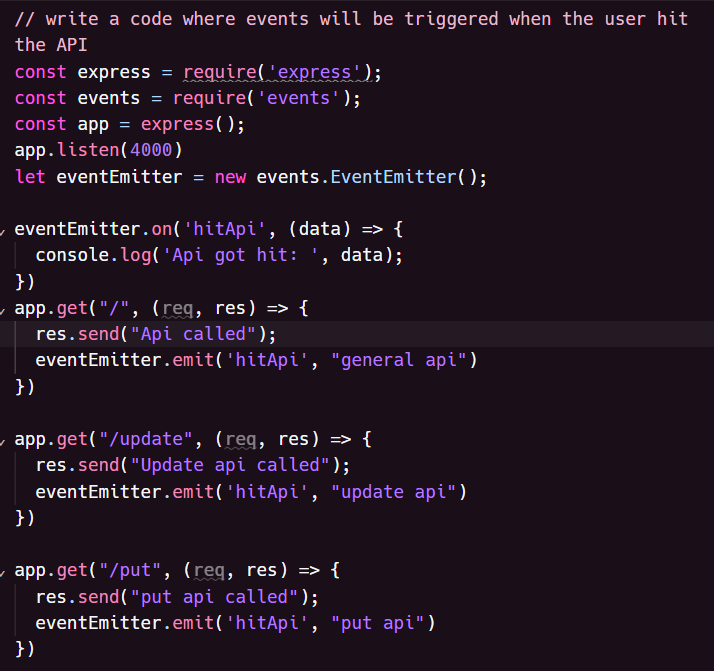 // write a code where events will be triggered when the user hit
the API
const express = require('express');
const events = require('events');
const app = express();
app.listen(4000)
let eventEmitter = new events.EventEmitter();
eventEmitter.on('hitApi', (data) => {
  console.log('Api got hit: ', data);
})
app.get("/", (req, res) => {
  res.send("Api called");
  eventEmitter.emit('hitApi', "general api")
})
app.get("/update", (req, res) => {
  res.send("Update api called");
  eventEmitter.emit('hitApi', "update api")
})
app.get("/put", (req, res) => {
  res.send("put api called");
  eventEmitter.emit('hitApi', "put api")
})